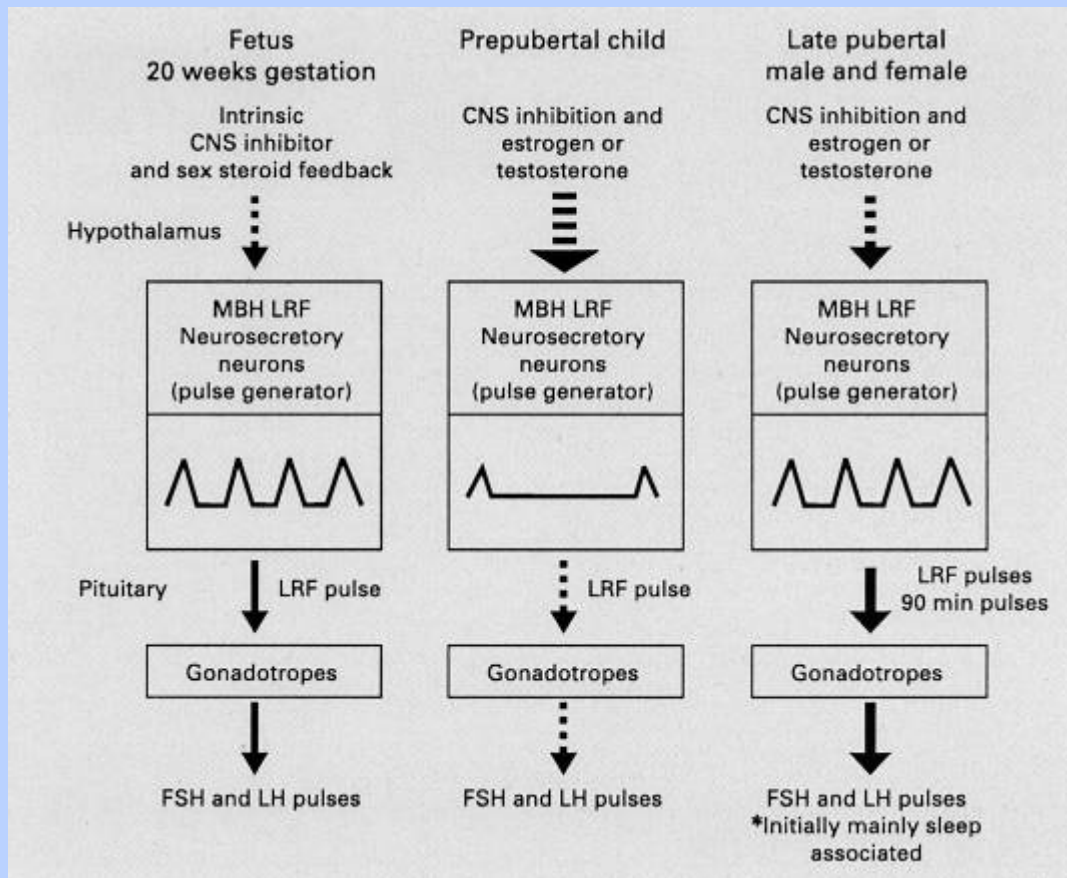 Fetus
20 weeks gestation
Intrinsic
CNS inhibitor
and sex steroid feedback
Hypothalamus
MBH LRF
Neurosecretory
neurons
(pulse generator)
Pituitary
LRF pulse
Gonadotropes
FSH and LH pulses
Prepubertal child
CNS inhibition and
estrogen or
testosterone
MBH LRF
Neurosecretory
neurons
(pulse generator)
LRF pulse
Gonadotropes
FSH and LH pulses
Late pubertal
male and female
CNS inhibition and
estrogen or
testosterone
MBH LRF
Neurosecretory
neurons
(pulse generator)
LRF pulses
90 min pulses
Gonadotropes
FSH and LH pulses
*Initially mainly sleep
associated